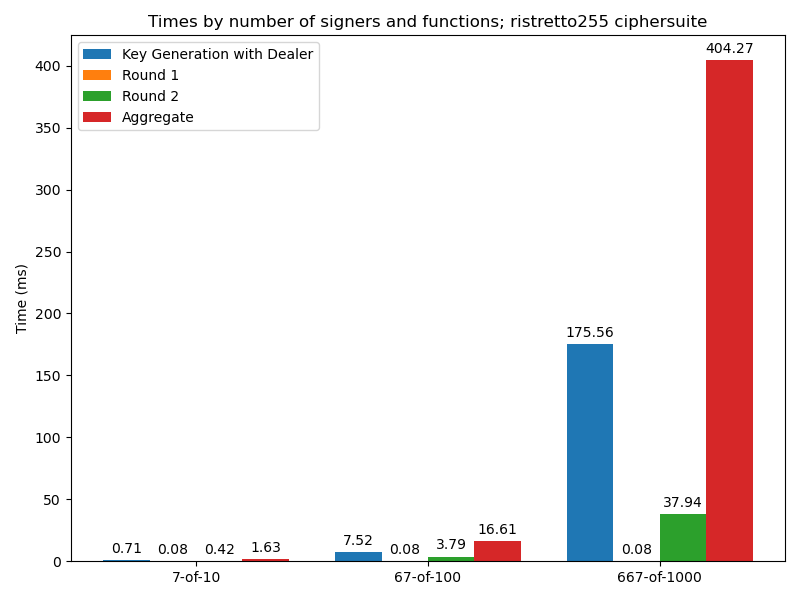 Times by number of signers and functions; ristretto255 ciphersuite
Key Generation with Dealer
Round 1
Round 2
Aggregate
Time (ms)
400
350
300
250
200
150
100
50
0
0.71
0.08
0.42
1.63
7.52
0.08
3.79
16.61
175.56
0.08
37.94
404.27
7-of-10
67-of-100
667-of-1000